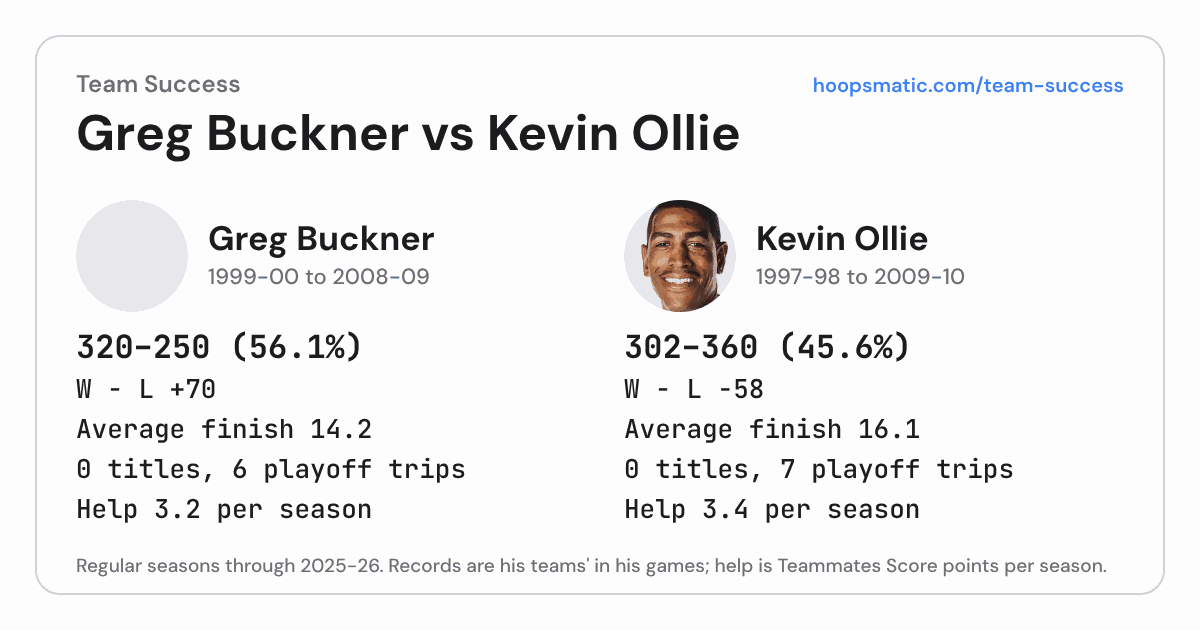 Team Success
hoopsmatic.com/team-success
Greg Buckner vs Kevin Ollie
Greg Buckner
1999-00 to 2008-09
320-250 (56.1%)
W - L +70
Average finish 14.2
0 titles, 6 playoff trips
Help 3.2 per season
Kevin Ollie
1997-98 to 2009-10
302-360 (45.6%)
W - L -58
Average finish 16.1
0 titles, 7 playoff trips
Help 3.4 per season
Regular seasons through 2025-26. Records are his teams' in his games; help is Teammates Score points per season.